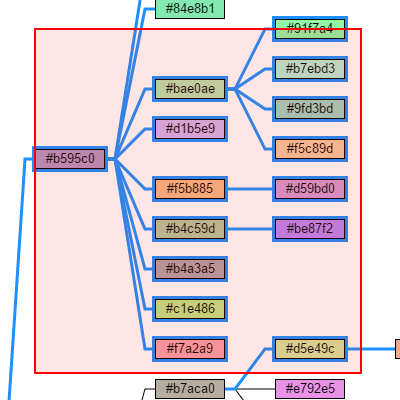 #84e8b1
#91f7a4
#b7ebd3
#bae0ae
#9fd3bd
#d1b5e9
#f5c89d
#b595c0
#f5b885
#d59bd0
#b4c59d
#be87f2
#b4a3a5
#c1e486
#f7a2a9
#d5e49c
#b7aca0
#e792e5